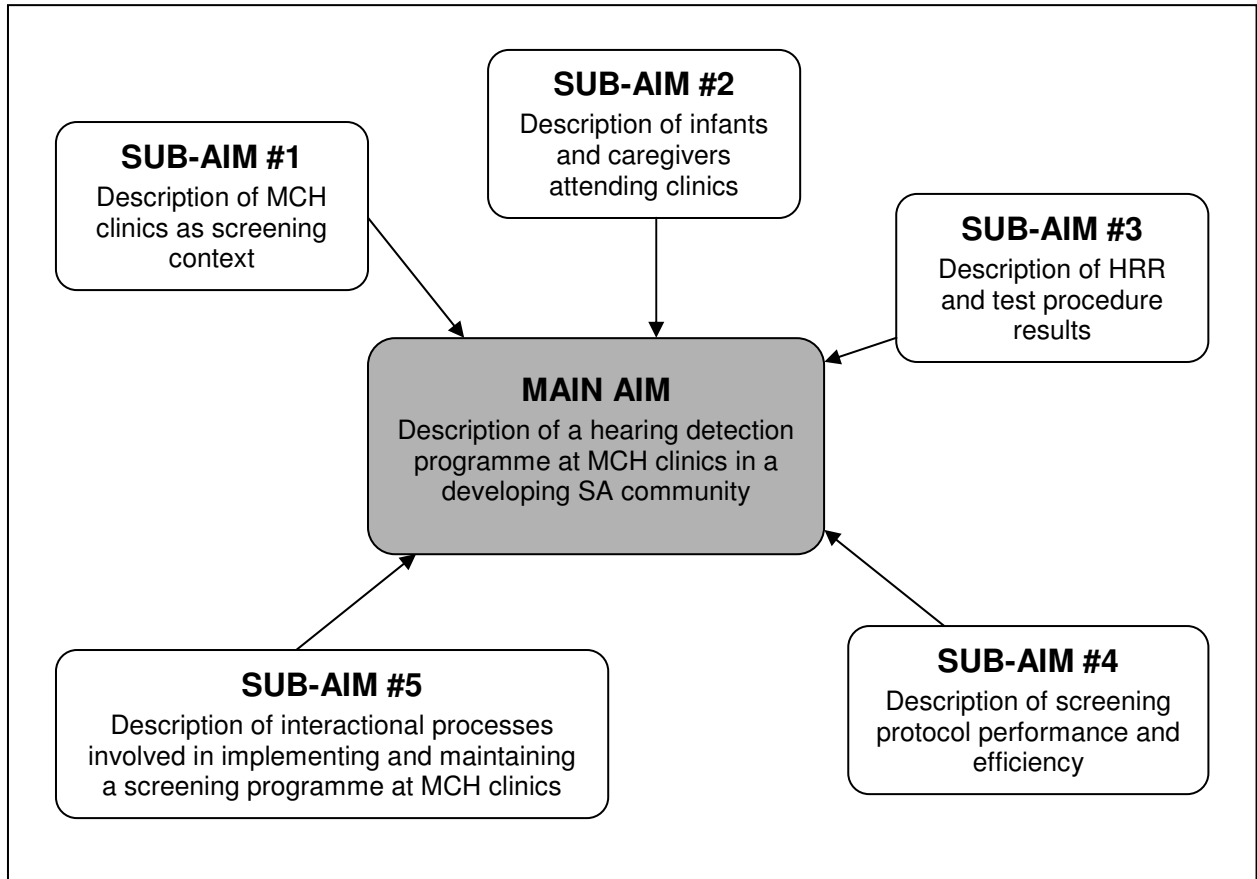 SUB-AIM #1
Description of MCH
clinics as screening
context
SUB-AIM #2
Description of infants
and caregivers
attending clinics
SUB-AIM #3
Description of HRR
and test procedure
results
MAIN AIM
Description of a hearing detection
programme at MCH clinics in a
developing SA community
SUB-AIM #5
Description of interactional processes
involved in implementing and maintaining
a screening programme at MCH clinics
SUB-AIM #4
Description of screening
protocol performance and
efficiency